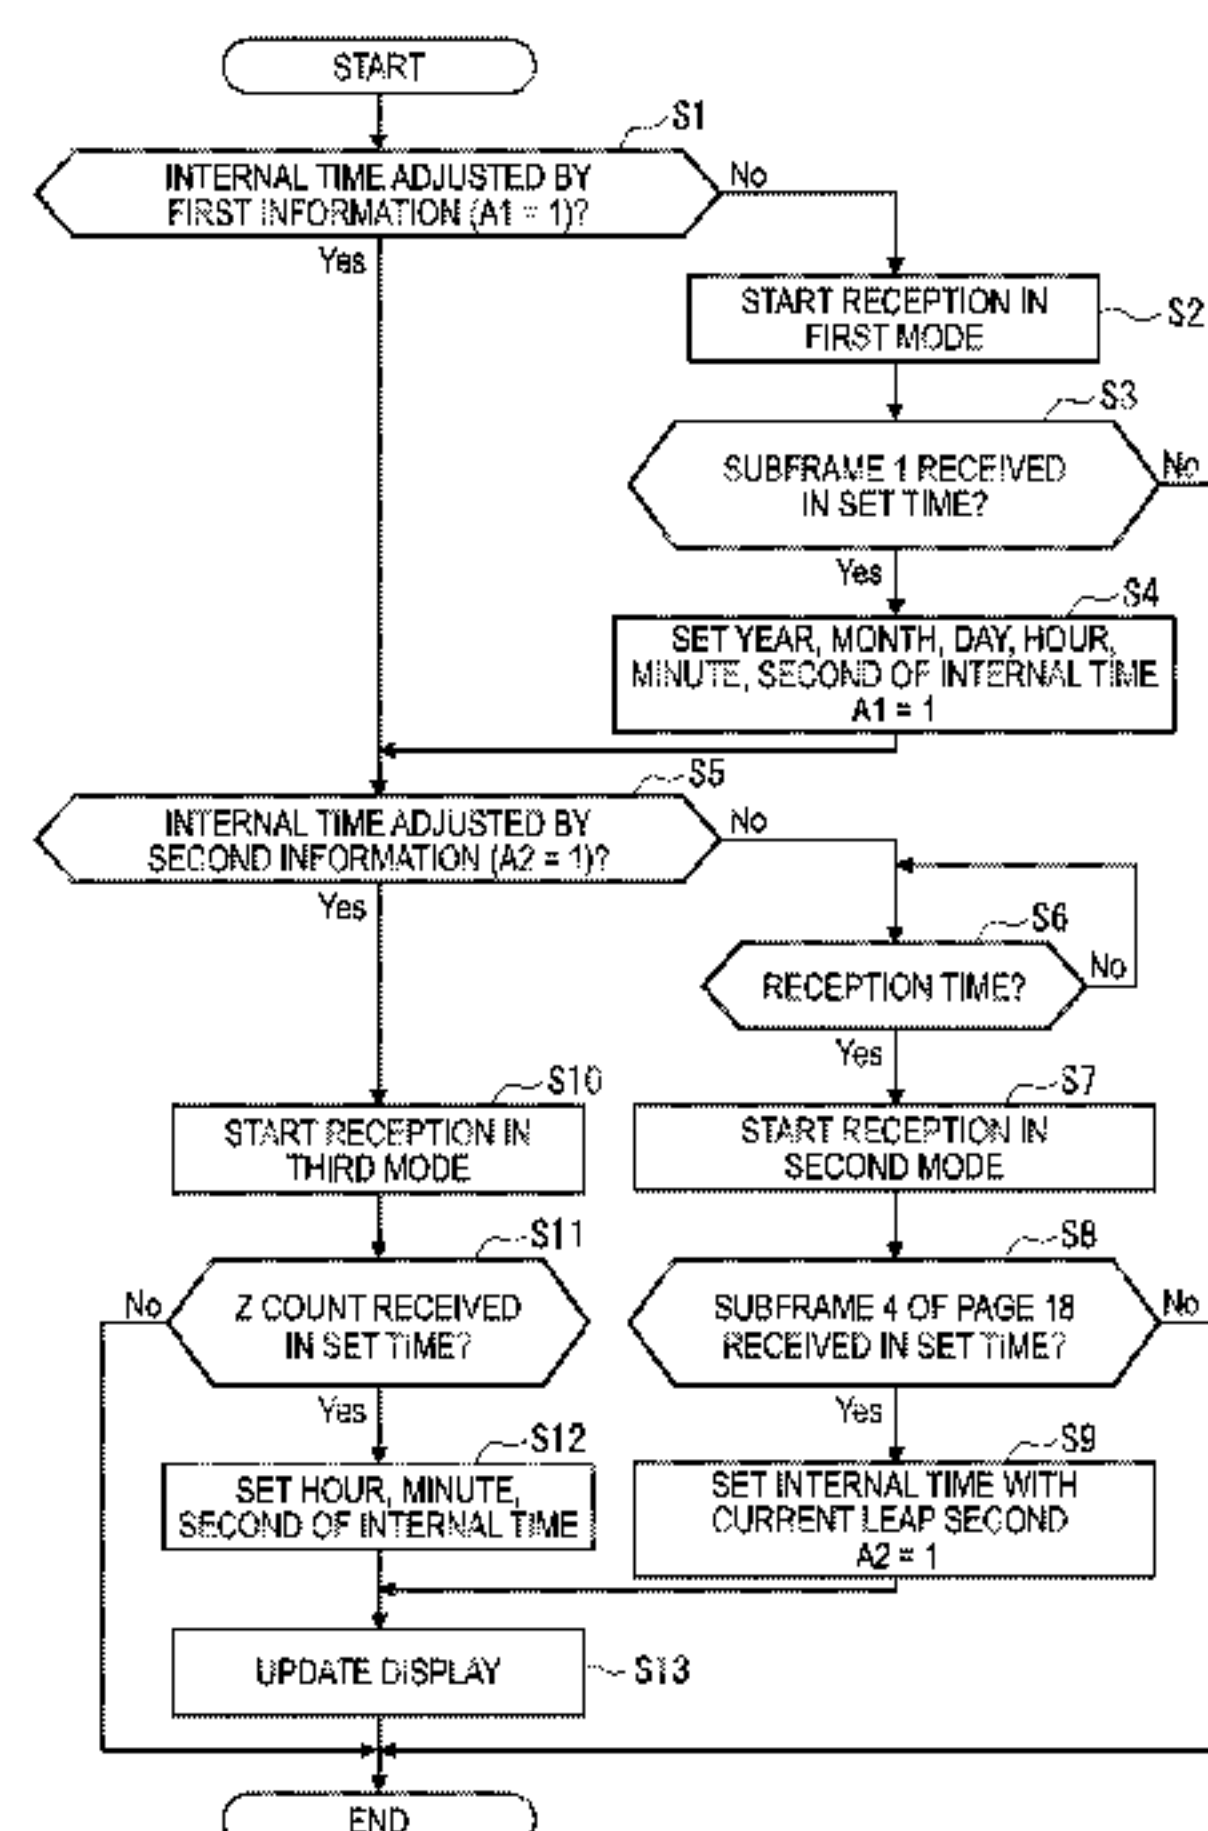 START
S1
INTERNAL TIME ADJUSTED BY
FIRST INFORMATION (A1 = 1)?
No
Yes
START RECEPTION IN
FIRST MODE
S2
S3
SUBFRAME 1 RECEIVED
IN SET TIME?
No
Yes
S4
SET YEAR, MONTH, DAY, HOUR,
MINUTE, SECOND OF INTERNAL TIME
A1 = 1
S5
INTERNAL TIME ADJUSTED BY
SECOND INFORMATION (A2 = 1)?
No
Yes
S6
RECEPTION TIME?
No
Yes
S10
START RECEPTION IN
THIRD MODE
S7
START RECEPTION IN
SECOND MODE
S11
Z COUNT RECEIVED
IN SET TIME?
No
Yes
S8
SUBFRAME 4 OF PAGE 18
RECEIVED IN SET TIME?
No
Yes
S12
SET HOUR, MINUTE,
SECOND OF INTERNAL TIME
S9
SET INTERNAL TIME WITH
CURRENT LEAP SECOND
A2 = 1
UPDATE DISPLAY
S13
END